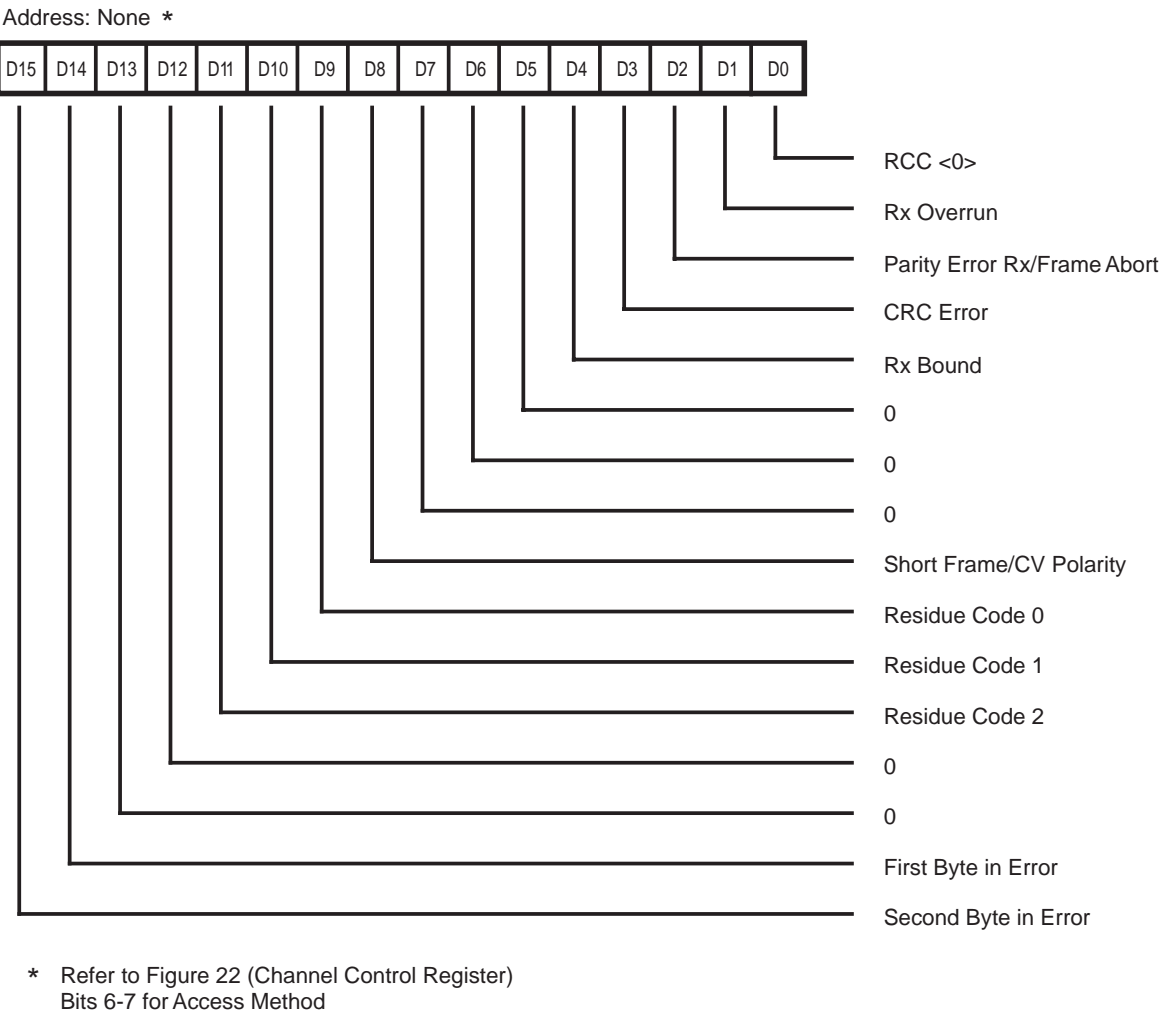 Address: None *
D15 D14 D13 D12 D11 D10 D9 D8 D7 D6 D5 D4 D3 D2 D1 D0
RCC <0>
Rx Overrun
Parity Error Rx/Frame Abort
CRC Error
Rx Bound
0
0
0
Short Frame/CV Polarity
Residue Code 0
Residue Code 1
Residue Code 2
0
0
First Byte in Error
Second Byte in Error
* Refer to Figure 22 (Channel Control Register)
Bits 6-7 for Access Method